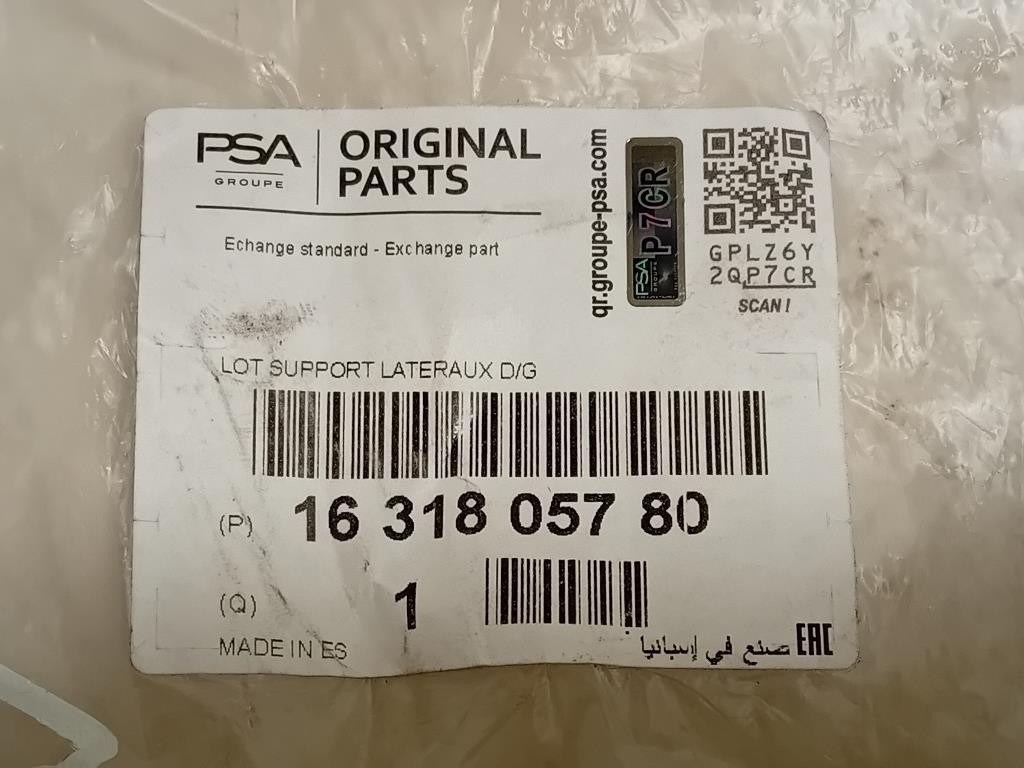 PSA
GROUPE
ORIGINAL
PARTS
Echange standard - Exchange part
qr.groupe-psa.com
PSA
GROUPE
P7CR
GPLZ6Y
2QP7CR
SCAN!
LOT SUPPORT LATERAUX D/G
(P) 16 318 057 80
(Q) 1
MADE IN ES
صنع في إسبانيا EAC